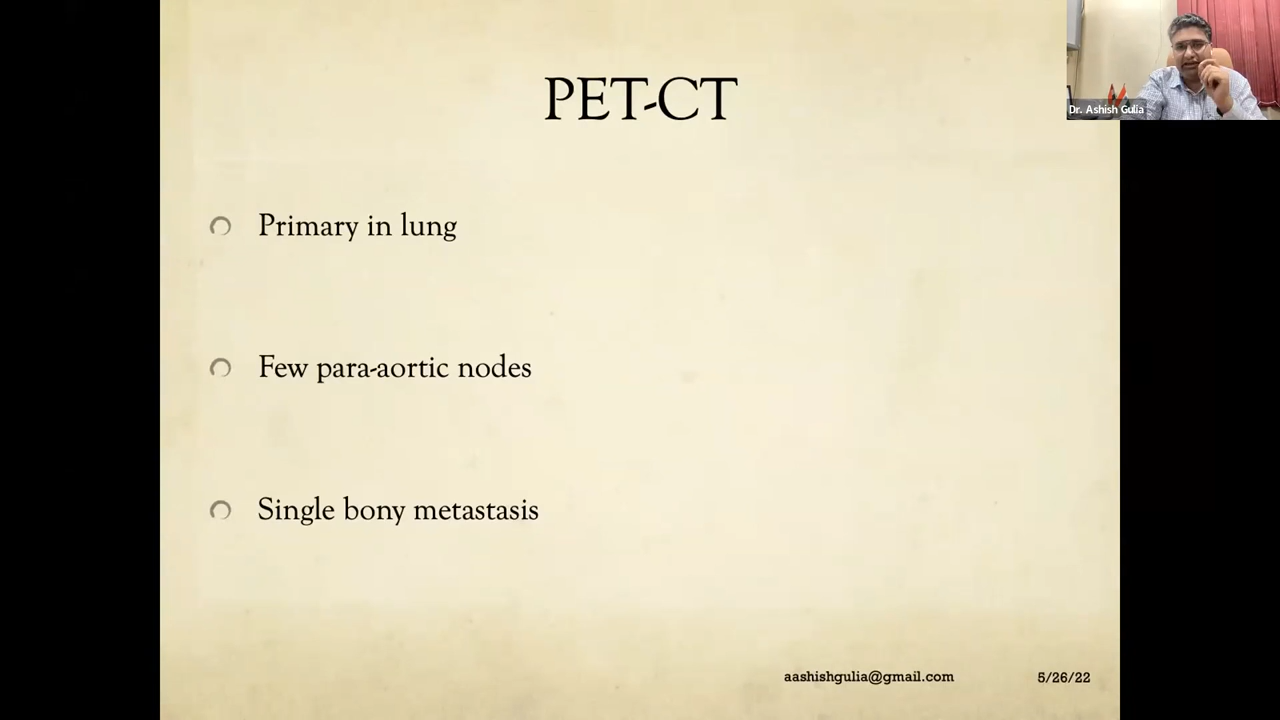 PET-CT
Dr. Ashish Gulia
Primary in lung
Few para-aortic nodes
Single bony metastasis
aashishgulia@gmail.com
5/26/22